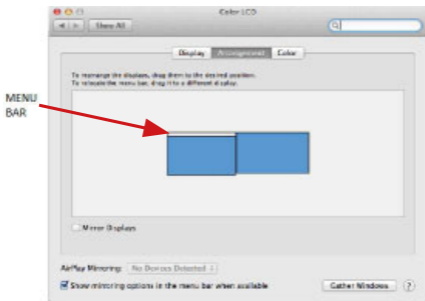 Color LCD
Show All
Display Arrangement Color
To rearrange the displays, drag them to the desired position.
To relocate the menu bar, drag it to a different display.
MENU
BAR
Mirror Displays
AirPlay Mirroring: No Devices Detected
Show mirroring options in the menu bar when available
Gather Windows ?